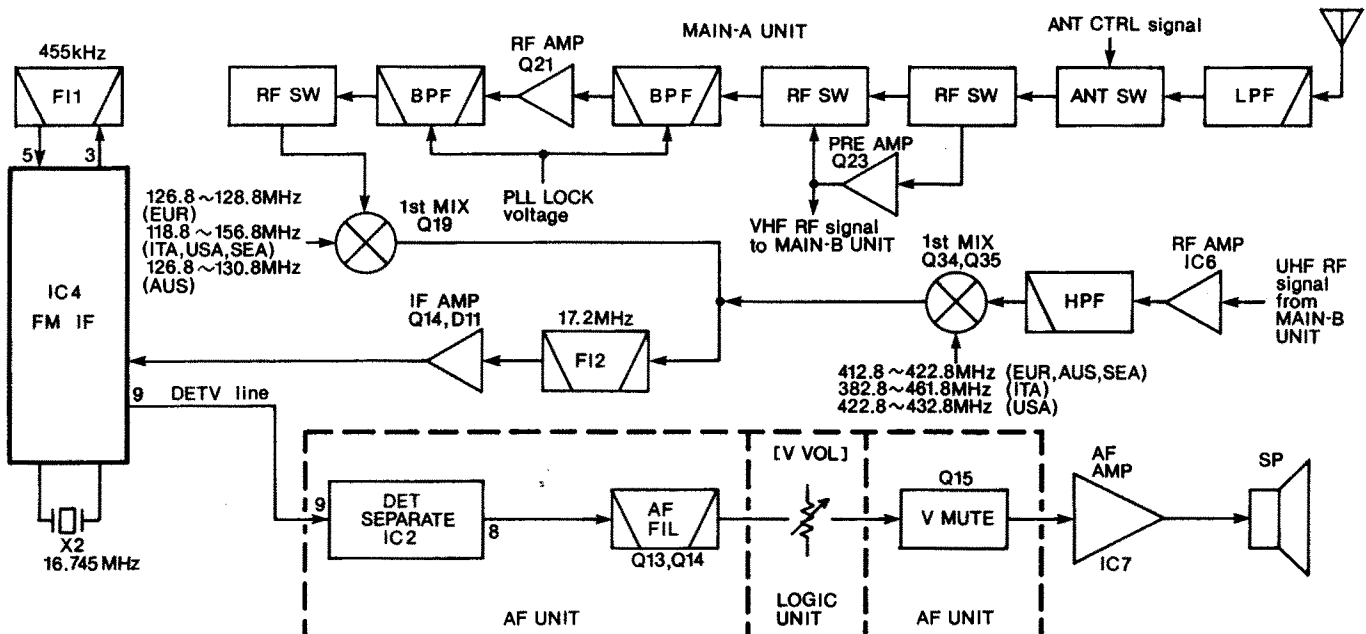 MAIN-A UNIT
ANT CTRL signal
455kHz
FI1
5
3
RF SW
BPF
RF AMP
Q21
BPF
RF SW
RF SW
ANT SW
LPF
PRE AMP
Q23
PLL LOCK
voltage
VHF RF signal
to MAIN-B UNIT
126.8~128.8MHz
(EUR)
118.8~156.8MHz
(ITA,USA,SEA)
126.8~130.8MHz
(AUS)
1st MIX
Q19
IC4
FM IF
IF AMP
Q14,D11
17.2MHz
FI2
1st MIX
Q34,Q35
HPF
RF AMP
IC6
UHF RF
signal
from
MAIN-B
UNIT
412.8~422.8MHz (EUR,AUS,SEA)
382.8~461.8MHz (ITA)
422.8~432.8MHz (USA)
9 DETV line
X2
16.745MHz
9
DET
SEPARATE
IC2
8
AF
FIL
Q13,Q14
[V VOL]
Q15
V MUTE
AF
AMP
IC7
SP
AF UNIT
LOGIC
UNIT
AF UNIT